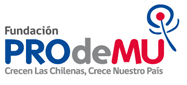 Fundación
PROdeMU
Crecen Las Chilenas, Crece Nuestro País